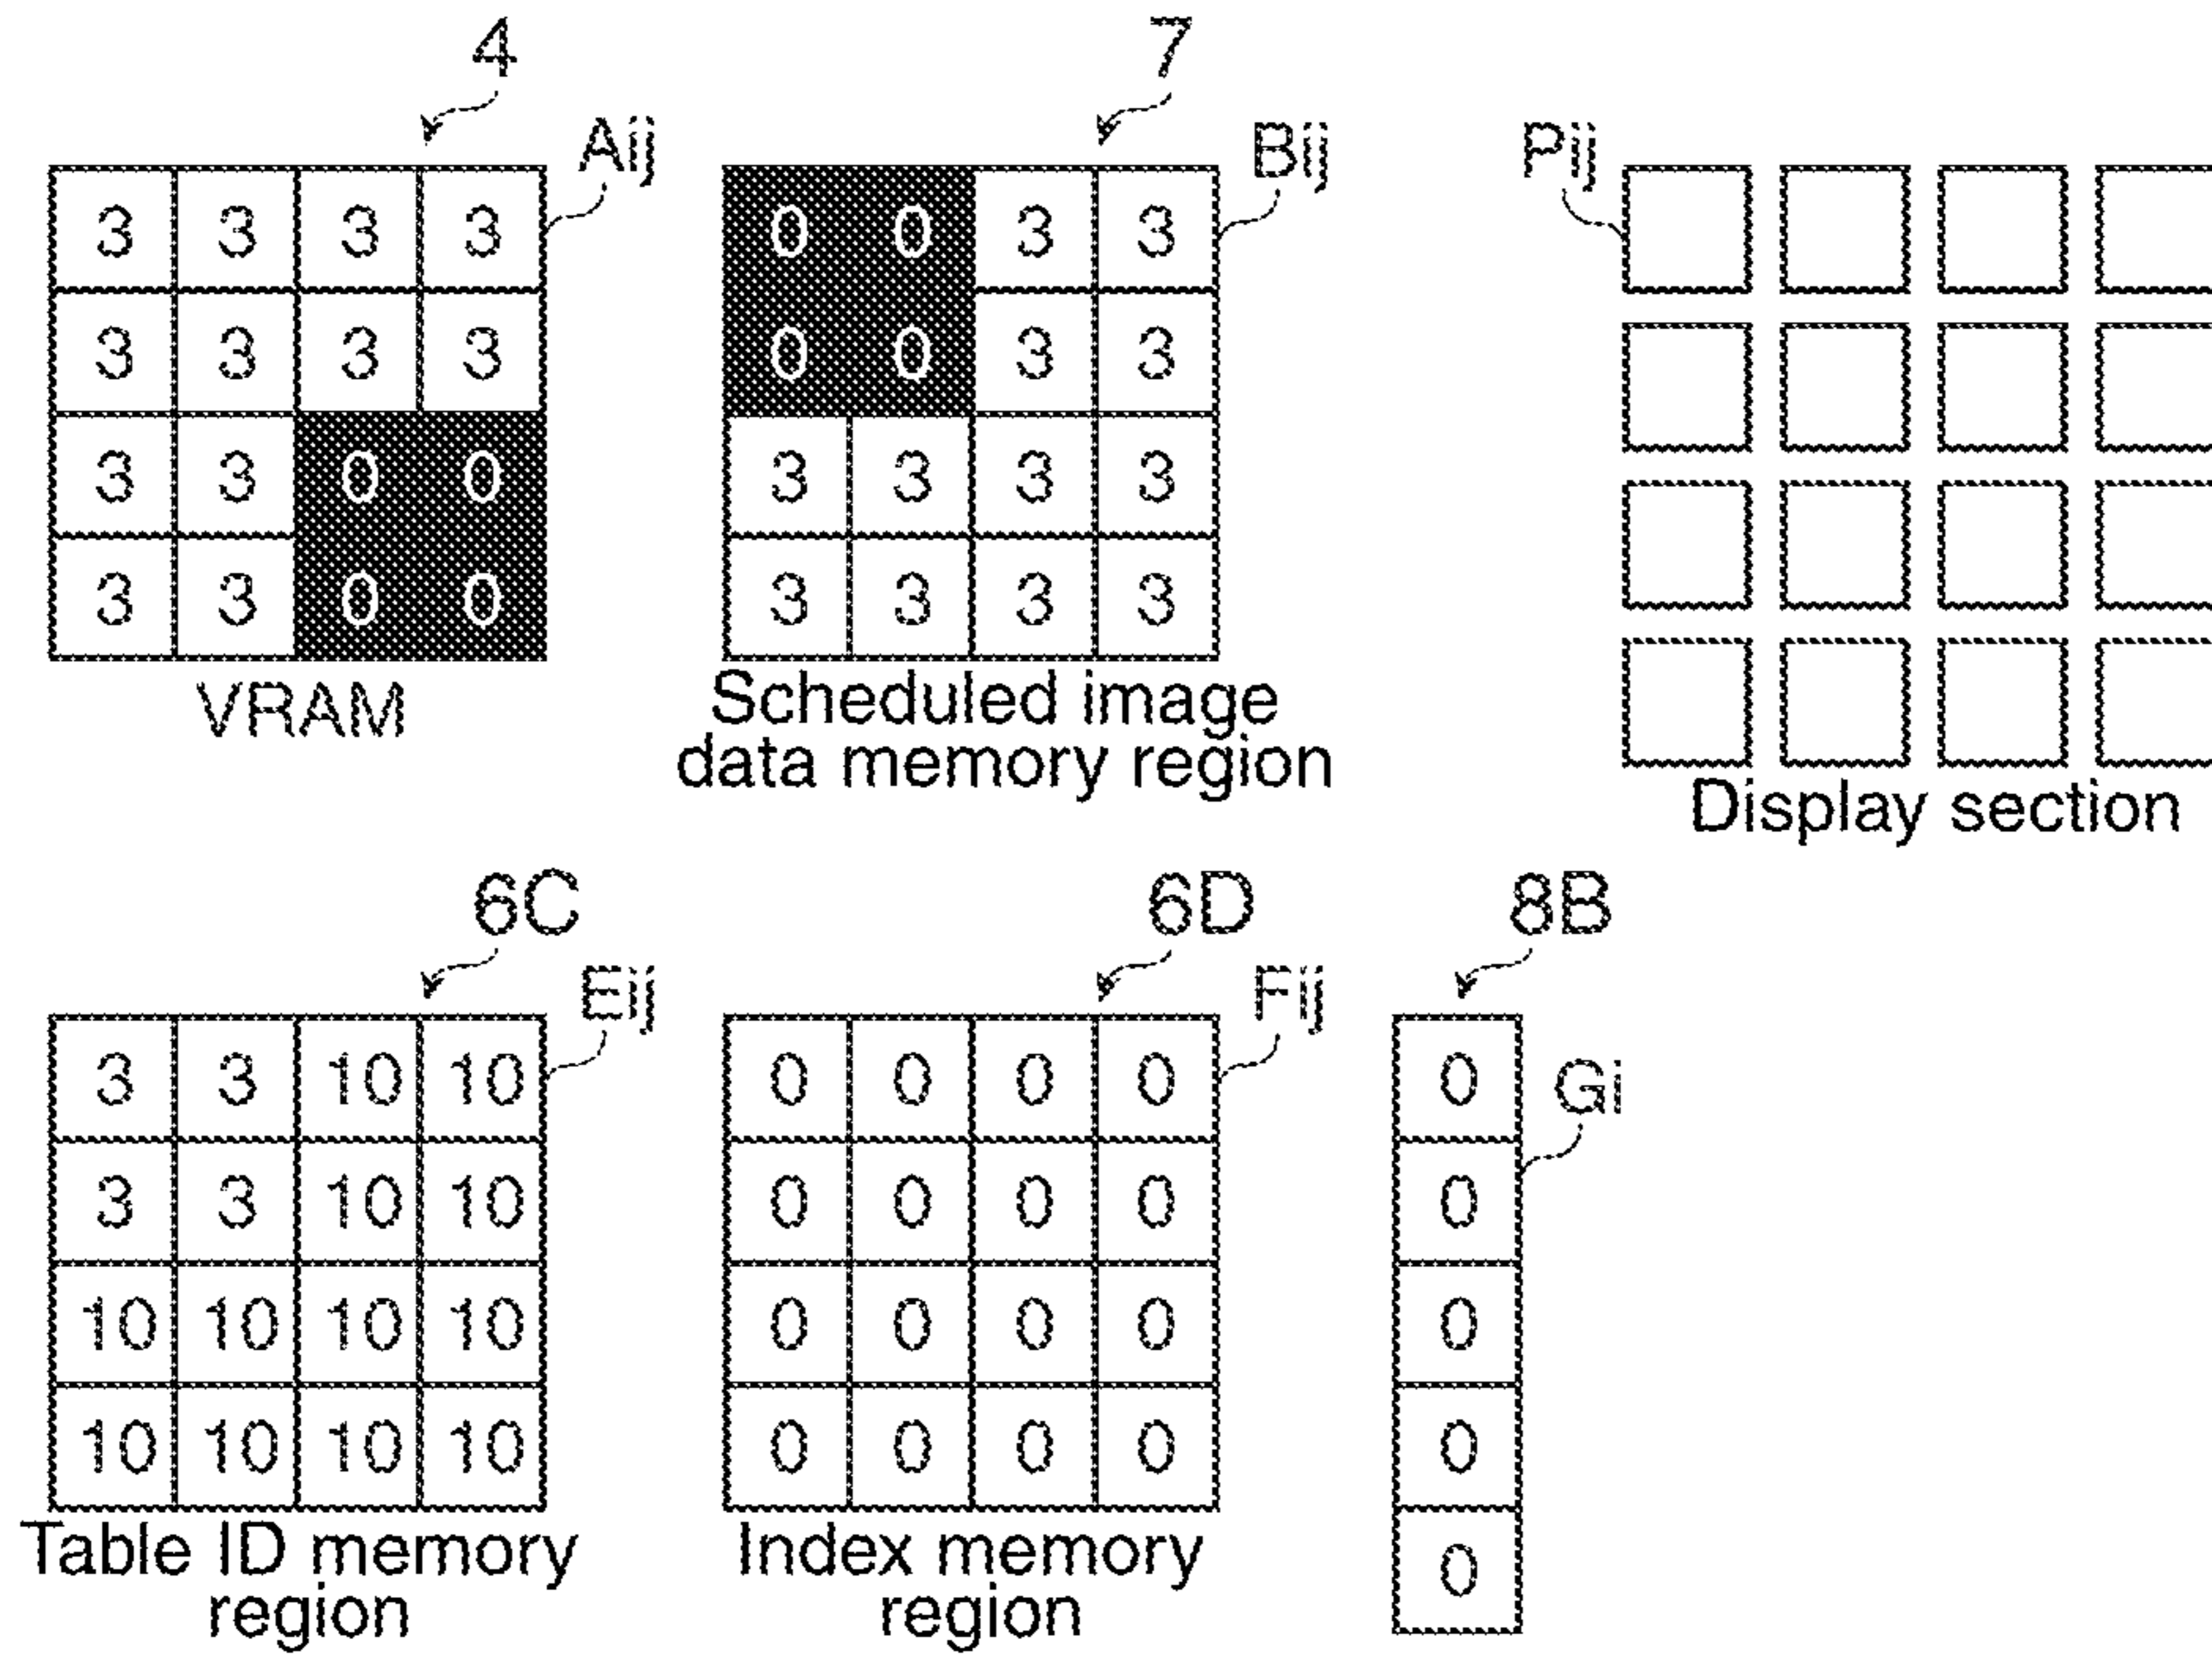 4 7
Aij Bij Pij
3 3 3 3 0 0 3 3
3 3 3 3 0 0 3 3
3 3 0 0 3 3 3 3
3 3 0 0 3 3 3 3
VRAM
Scheduled image
data memory region
Display section
6C 6D 8B
Eij Fij Gi
3 3 10 10 0 0 0 0 0
3 3 10 10 0 0 0 0 0
10 10 10 10 0 0 0 0 0
10 10 10 10 0 0 0 0 0
0
Table ID memory
region
Index memory
region